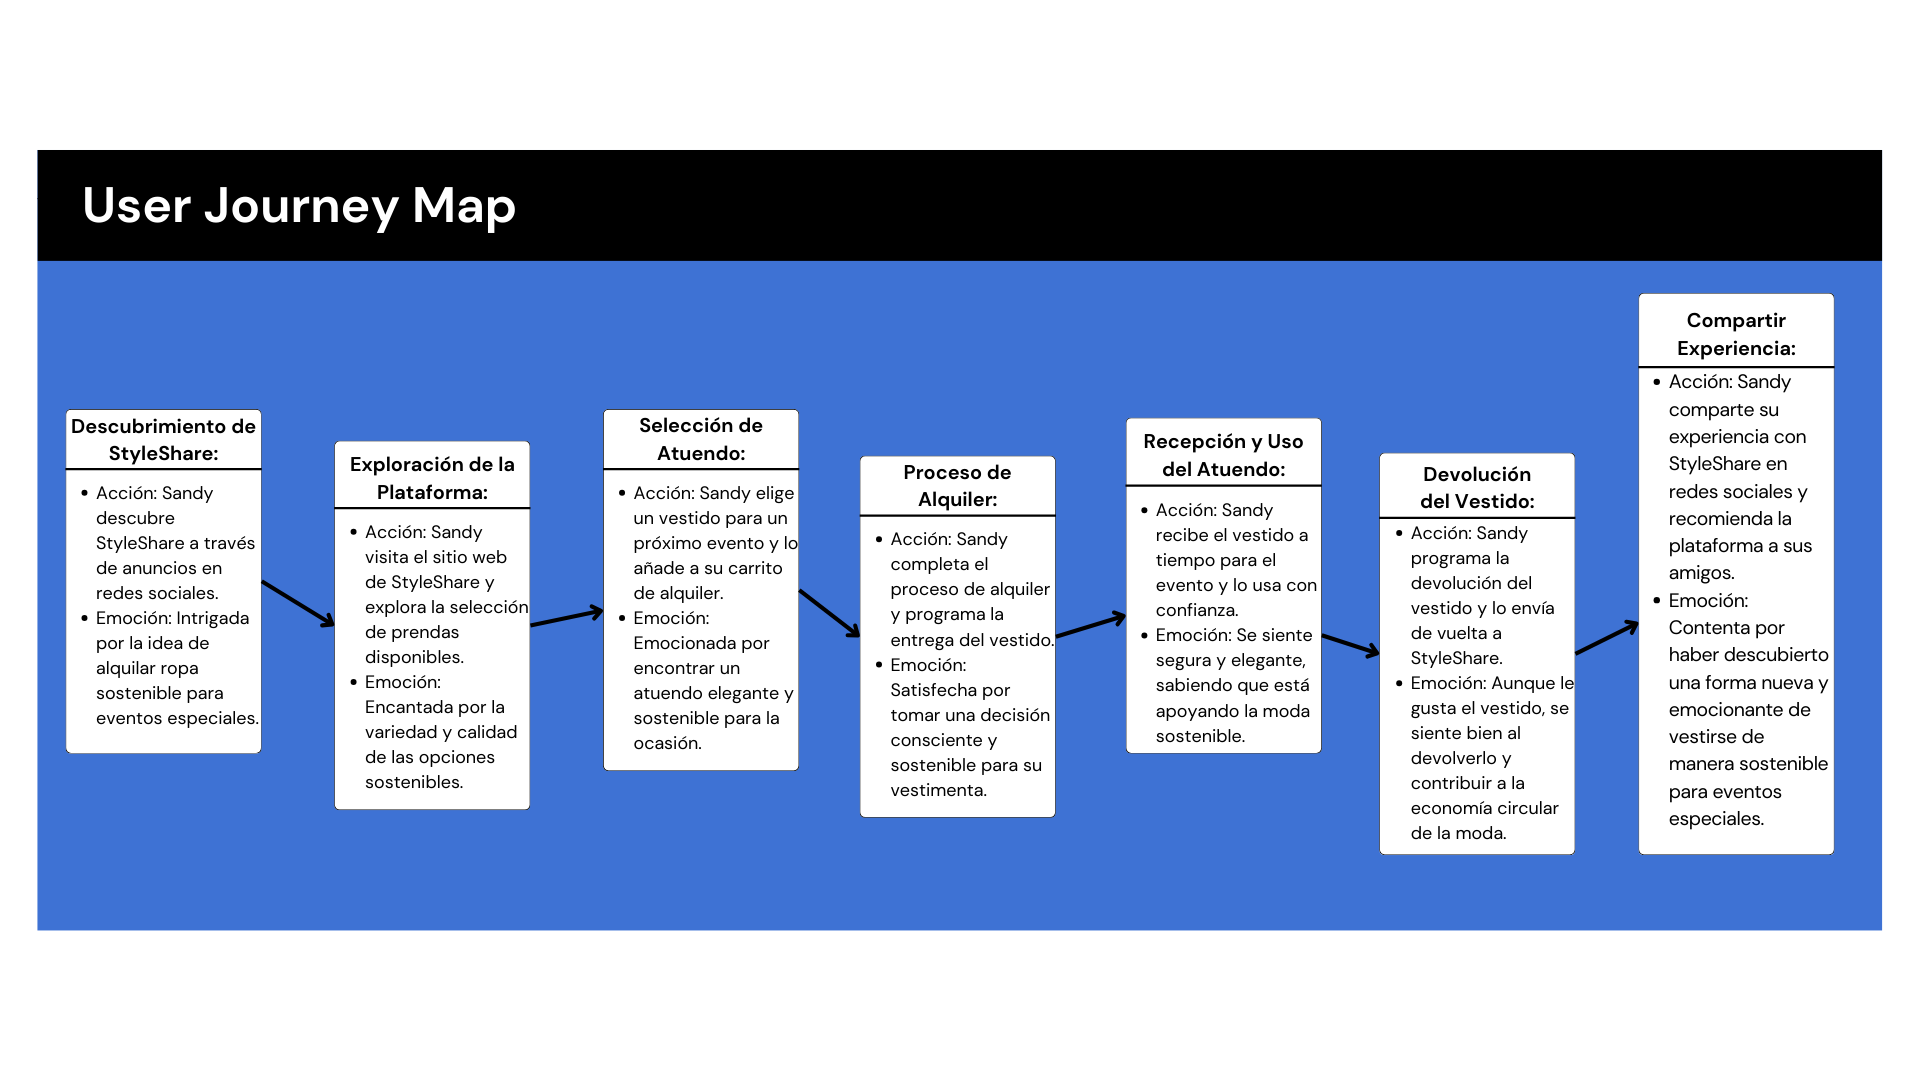 User Journey Map
Descubrimiento de
StyleShare:
• Acción: Sandy
descubre
StyleShare a través
de anuncios en
redes sociales.
• Emoción: Intrigada
por la idea de
alquilar ropa
sostenible para
eventos especiales.
Exploración de la
Plataforma:
• Acción: Sandy
visita el sitio web
de StyleShare y
explora la selección
de prendas
disponibles.
• Emoción:
Encantada por la
variedad y calidad
de las opciones
sostenibles.
Selección de
Atuendo:
• Acción: Sandy elige
un vestido para un
próximo evento y lo
añade a su carrito
de alquiler.
• Emoción:
Emocionada por
encontrar un
atuendo elegante y
sostenible para la
ocasión.
Proceso de
Alquiler:
• Acción: Sandy
completa el
proceso de alquiler
y programa la
entrega del vestido.
• Emoción:
Satisfecha por
tomar una decisión
consciente y
sostenible para su
vestimenta.
Recepción y Uso
del Atuendo:
• Acción: Sandy
recibe el vestido a
tiempo para el
evento y lo usa con
confianza.
• Emoción: Se siente
segura y elegante,
sabiendo que está
apoyando la moda
sostenible.
Devolución
del Vestido:
• Acción: Sandy
programa la
devolución del
vestido y lo envía
de vuelta a
StyleShare.
• Emoción: Aunque le
gusta el vestido, se
siente bien al
devolverlo y
contribuir a la
economía circular
de la moda.
Compartir
Experiencia:
• Acción: Sandy
comparte su
experiencia con
StyleShare en
redes sociales y
recomienda la
plataforma a sus
amigos.
• Emoción:
Contenta por
haber descubierto
una forma nueva y
emocionante de
vestirse de
manera sostenible
para eventos
especiales.